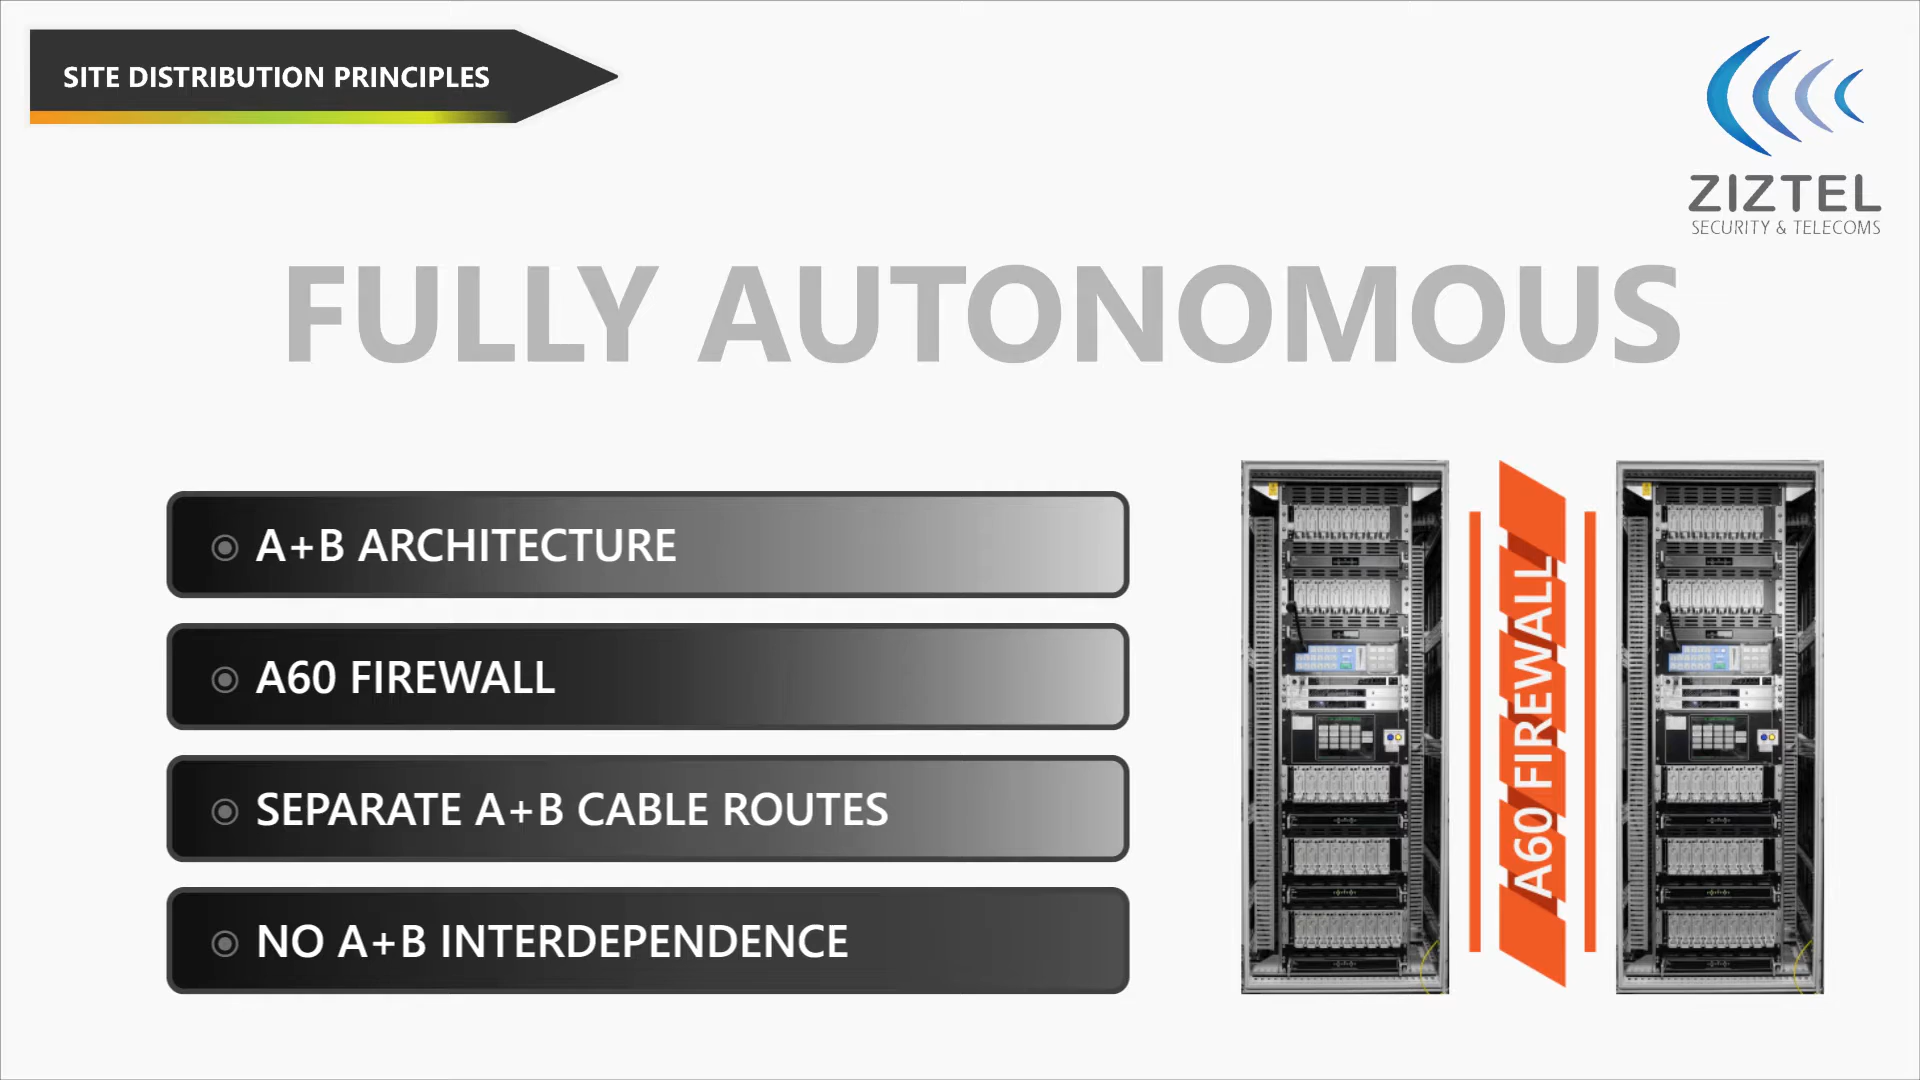 SITE DISTRIBUTION PRINCIPLES
ZIZTEL
SECURITY & TELECOMS
FULLY AUTONOMOUS
A+B ARCHITECTURE
A60 FIREWALL
SEPARATE A+B CABLE ROUTES
NO A+B INTERDEPENDENCE
A60 FIREWALL